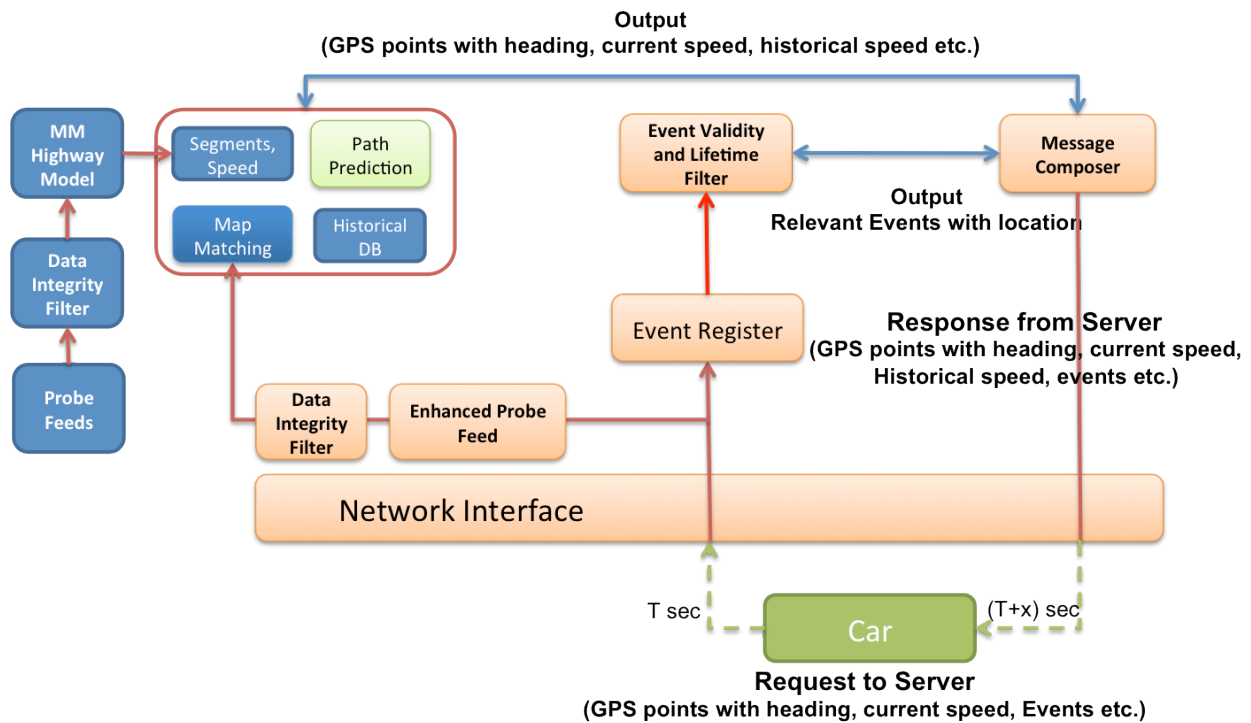 Output
(GPS points with heading, current speed, historical speed etc.)
MM
Highway
Model
Segments,
Speed
Path
Prediction
Map
Matching
Historical
DB
Event Validity
and Lifetime
Filter
Message
Composer
Output
Relevant Events with location
Data
Integrity
Filter
Event Register
Response from Server
(GPS points with heading, current speed,
Historical speed, events etc.)
Probe
Feeds
Data
Integrity
Filter
Enhanced Probe
Feed
Network Interface
T sec
(T+x) sec
Car
Request to Server
(GPS points with heading, current speed, Events etc.)